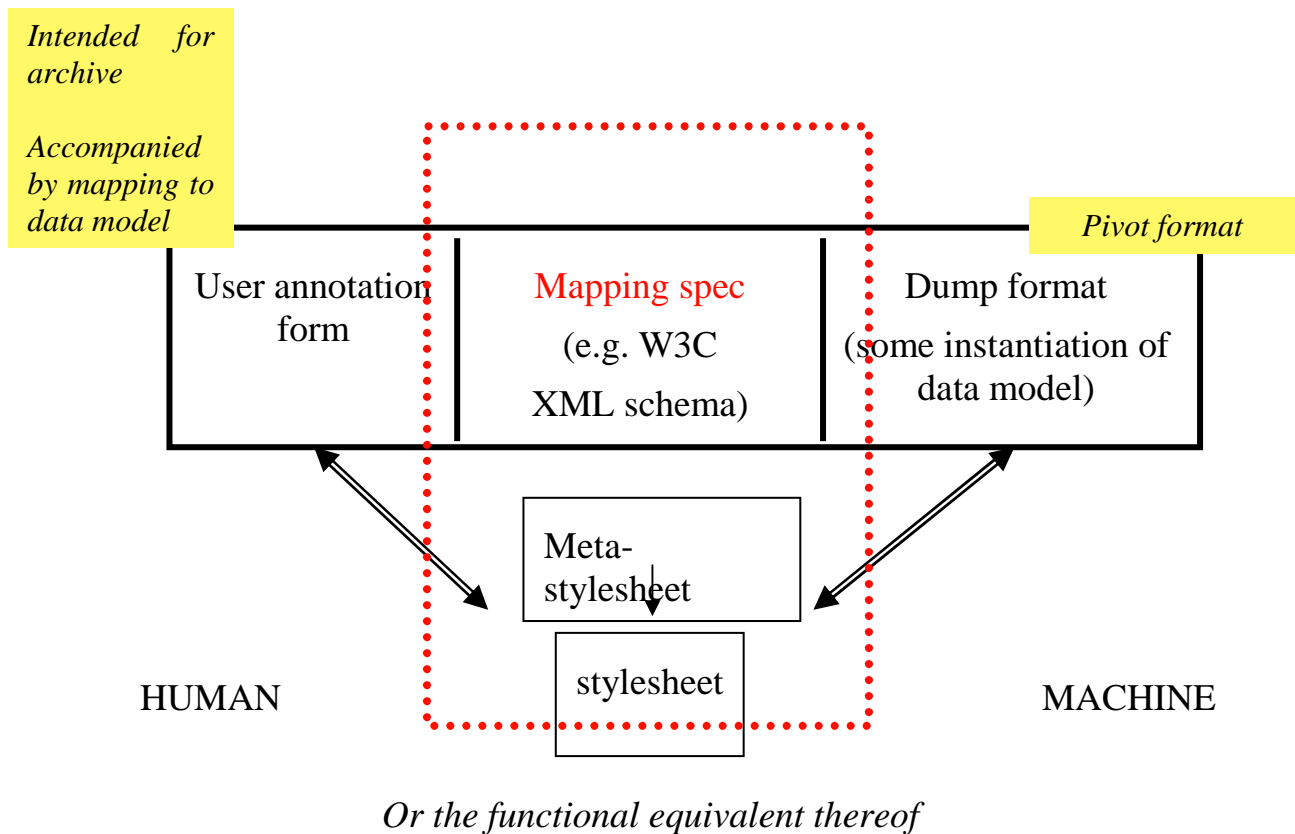 Intended for
archive
Accompanied
by mapping to
data model
Pivot format
User annotation
form
Mapping spec
(e.g. W3C
XML schema)
Dump format
(some instantiation of
data model)
Meta-
stylesheet
stylesheet
HUMAN
MACHINE
Or the functional equivalent thereof